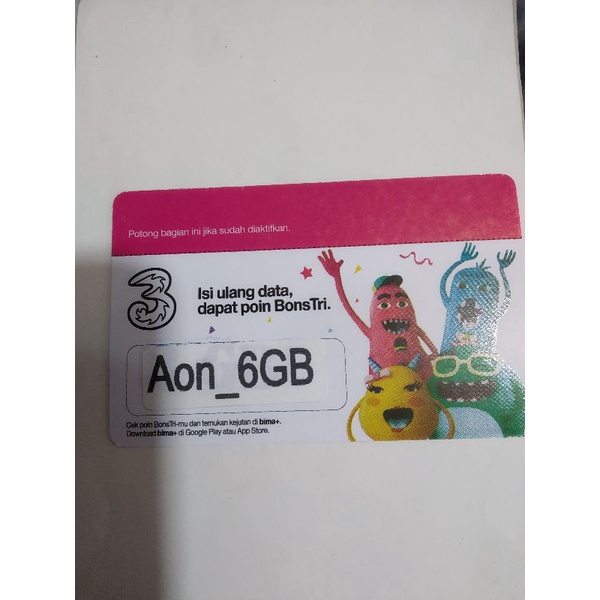 Potong bagian ini jika sudah diaktifkan.
3
Isi ulang data,
dapat poin BonsTri.
Aon_6GB
Cek poin BonsTri-mu dan temukan kejutan di bima+.
Download bima+ di Google Play atau App Store.